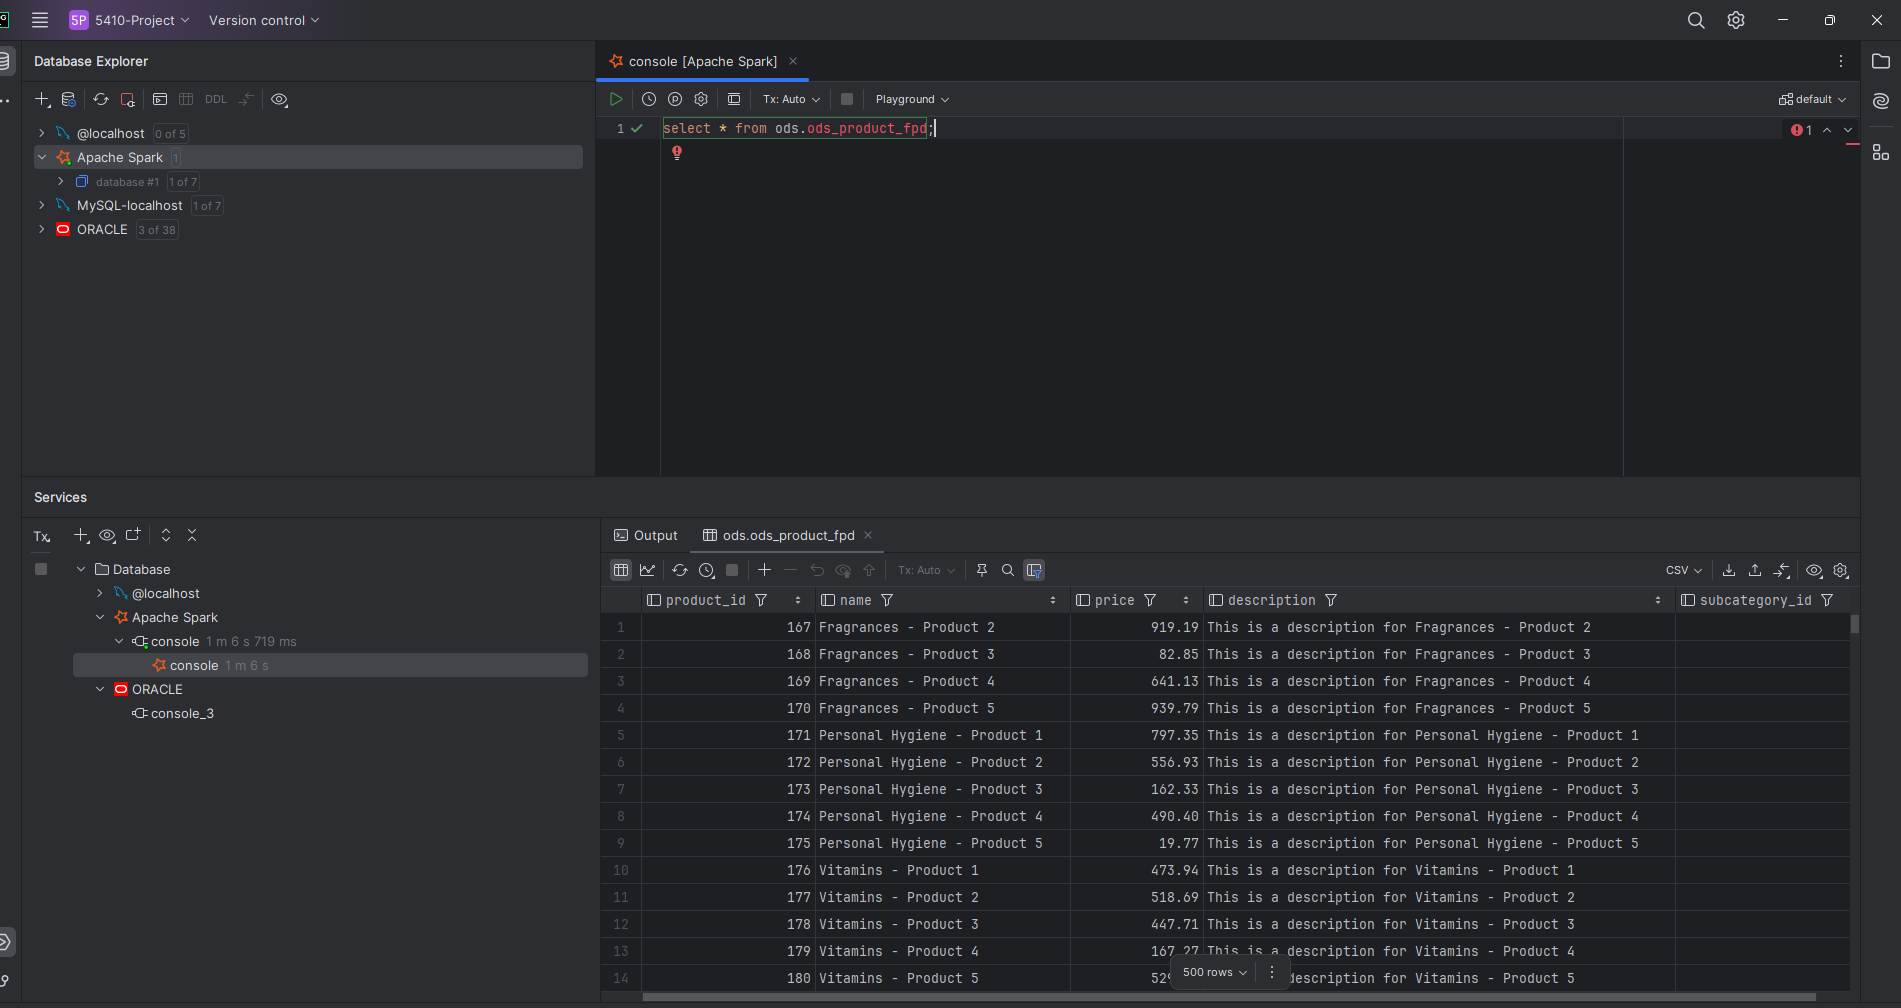 5P 5410-Project Version control
Database Explorer
console [Apache Spark]
DDL
Tx: Auto Playground default
@localhost 0 of 5
Apache Spark 1
database #1 1 of 7
MySQL-localhost 1 of 7
ORACLE 3 of 38
1 select * from ods.ods_product_fpd;
1
Services
Tx
Output ods.ods_product_fpd
Tx: Auto CSV
Database
@localhost
Apache Spark
console 1 m 6 s 719 ms
console 1 m 6 s
ORACLE
console_3
product_id name price description subcategory_id
1 167 Fragrances - Product 2 919.19 This is a description for Fragrances - Product 2
2 168 Fragrances - Product 3 82.85 This is a description for Fragrances - Product 3
3 169 Fragrances - Product 4 641.13 This is a description for Fragrances - Product 4
4 170 Fragrances - Product 5 939.79 This is a description for Fragrances - Product 5
5 171 Personal Hygiene - Product 1 797.35 This is a description for Personal Hygiene - Product 1
6 172 Personal Hygiene - Product 2 556.93 This is a description for Personal Hygiene - Product 2
7 173 Personal Hygiene - Product 3 162.33 This is a description for Personal Hygiene - Product 3
8 174 Personal Hygiene - Product 4 490.40 This is a description for Personal Hygiene - Product 4
9 175 Personal Hygiene - Product 5 19.77 This is a description for Personal Hygiene - Product 5
10 176 Vitamins - Product 1 473.94 This is a description for Vitamins - Product 1
11 177 Vitamins - Product 2 518.69 This is a description for Vitamins - Product 2
12 178 Vitamins - Product 3 447.71 This is a description for Vitamins - Product 3
13 179 Vitamins - Product 4 167.27 This is a description for Vitamins - Product 4
14 180 Vitamins - Product 5 description for Vitamins - Product 5
500 rows